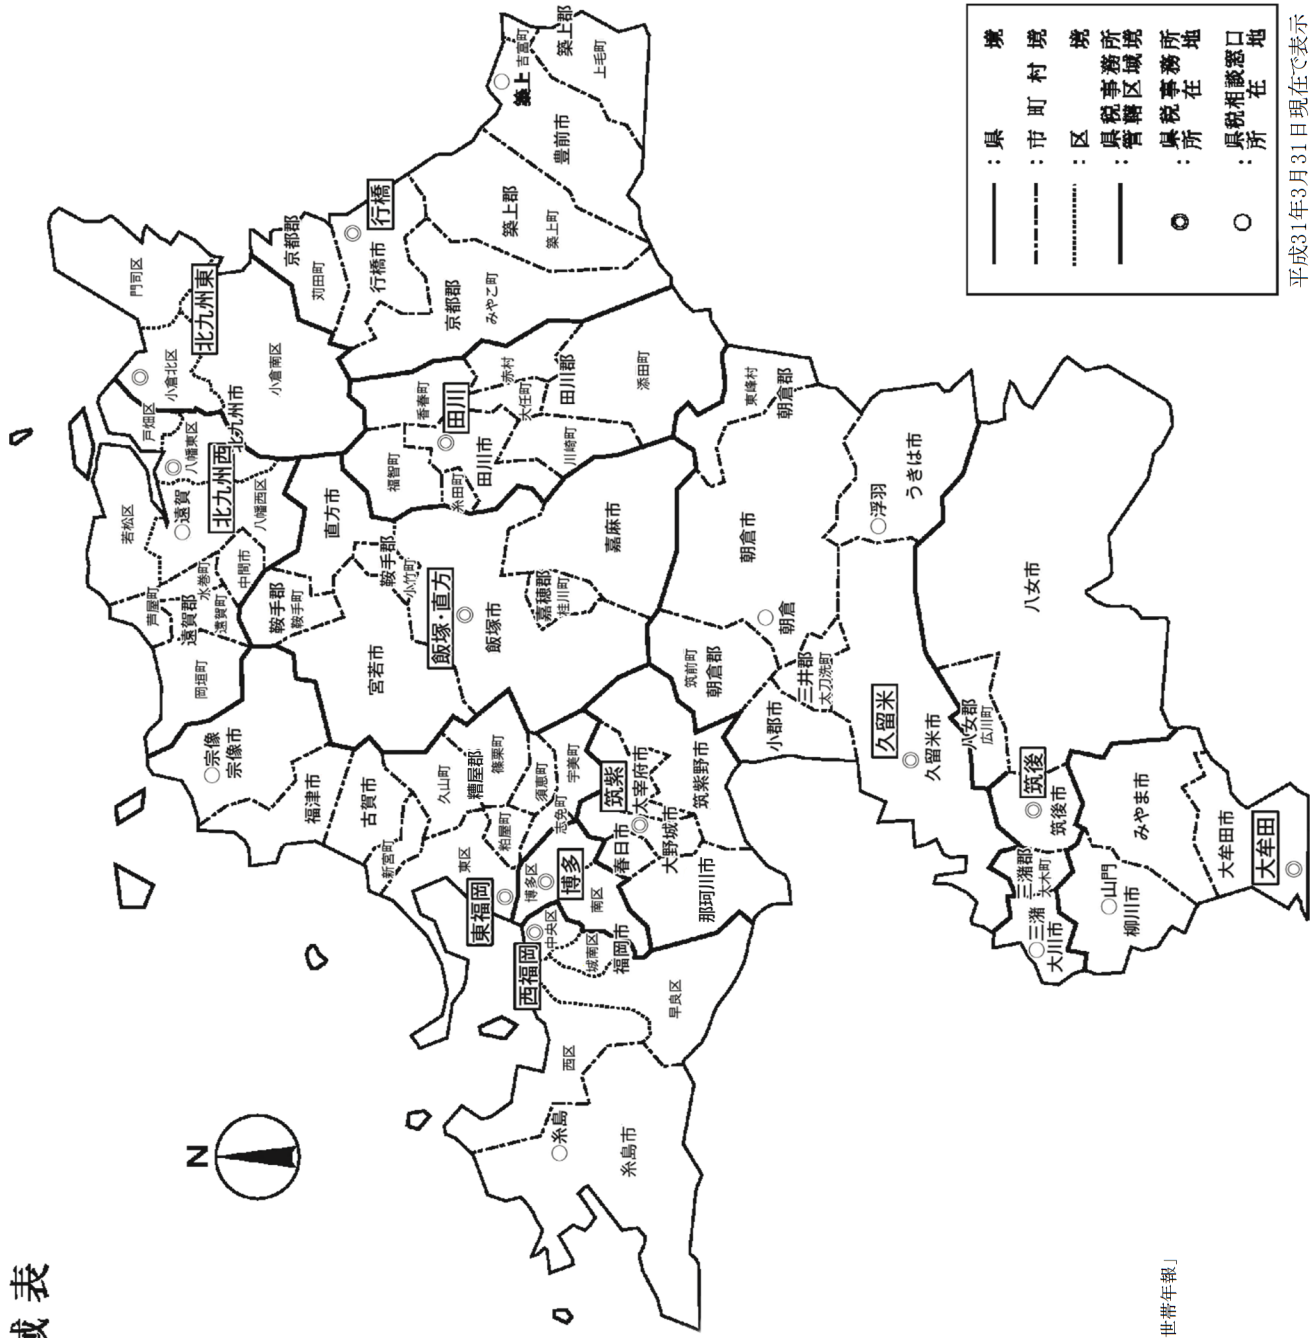 域表
N
門司区
北九州東
小倉北区
小倉南区
戸畑区
八幡東区
北九州市
北九州西
八幡西区
若松区
遠賀
芦屋町
水巻町
中間市
遠賀郡
遠賀町
岡垣町
京都郡
苅田町
行橋
行橋市
京都郡
みやこ町
築上
吉富町
築上郡
上毛町
豊前市
築上郡
築上町
香春町
赤村
田川
大任町
田川郡
添田町
福智町
田川市
糸田町
川崎町
直方市
鞍手郡
小竹町
鞍手郡
鞍手町
宮若市
飯塚・直方
飯塚市
嘉穂郡
桂川町
嘉麻市
宗像
宗像市
福津市
古賀市
新宮町
久山町
糟屋郡
篠栗町
須恵町
宇美町
志免町
粕屋町
東区
東福岡
博多区
博多
南区
中央区
西福岡
城南区
福岡市
早良区
西区
糸島
糸島市
筑紫
太宰府市
春日市
大野城市
筑紫野市
那珂川市
東峰村
朝倉郡
朝倉市
朝倉
筑前町
朝倉郡
三井郡
大刀洗町
小郡市
浮羽
うきは市
久留米
久留米市
八女市
八女郡
広川町
筑後
筑後市
三潴郡
大木町
三潴
大川市
山門
柳川市
みやま市
大牟田市
大牟田
：県境
：市町村境
：区境
：県税事務所
管轄区域境
：県税事務所
所在地
：県税相談窓口
所在地
平成31年3月31日現在で表示
世帯年報」